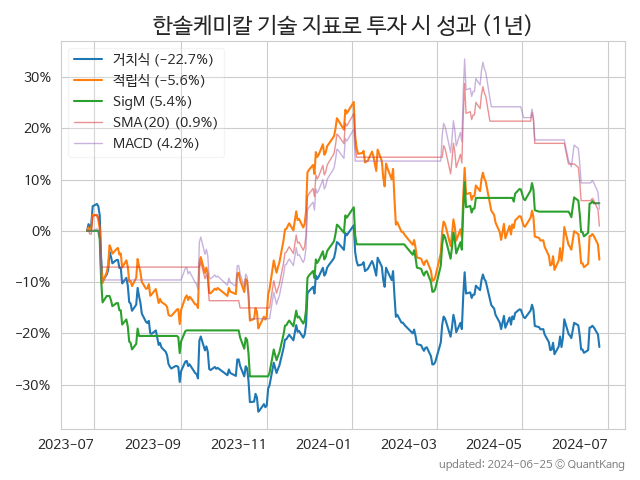 한솔케미칼 기술 지표로 투자 시 성과 (1년)
거치식 (−22.7%)
적립식 (−5.6%)
SigM (5.4%)
SMA(20) (0.9%)
MACD (4.2%)
30%
20%
10%
0%
−10%
−20%
−30%
2023-07 2023-09 2023-11 2024-01 2024-03 2024-05 2024-07
updated: 2024-06-25 ⓒ QuantKang